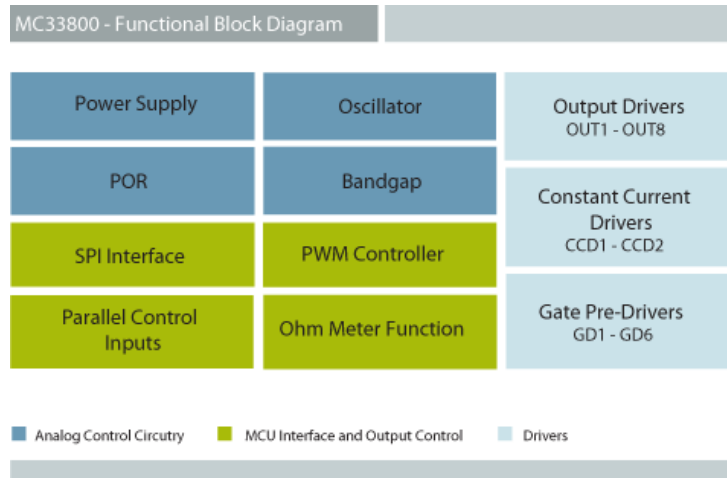 MC33800 - Functional Block Diagram
Power Supply
Oscillator
Output Drivers
OUT1 - OUT8
POR
Bandgap
Constant Current
Drivers
CCD1 - CCD2
SPI Interface
PWM Controller
Parallel Control
Inputs
Ohm Meter Function
Gate Pre-Drivers
GD1 - GD6
Analog Control Circutry
MCU Interface and Output Control
Drivers